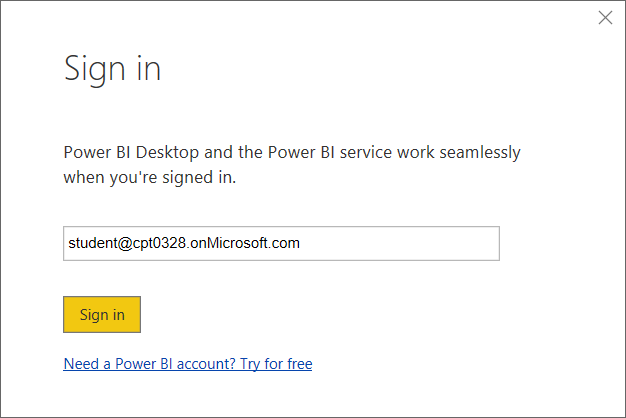 Sign in
Power BI Desktop and the Power BI service work seamlessly
when you're signed in.
student@cpt0328.onMicrosoft.com
Sign in
Need a Power BI account? Try for free